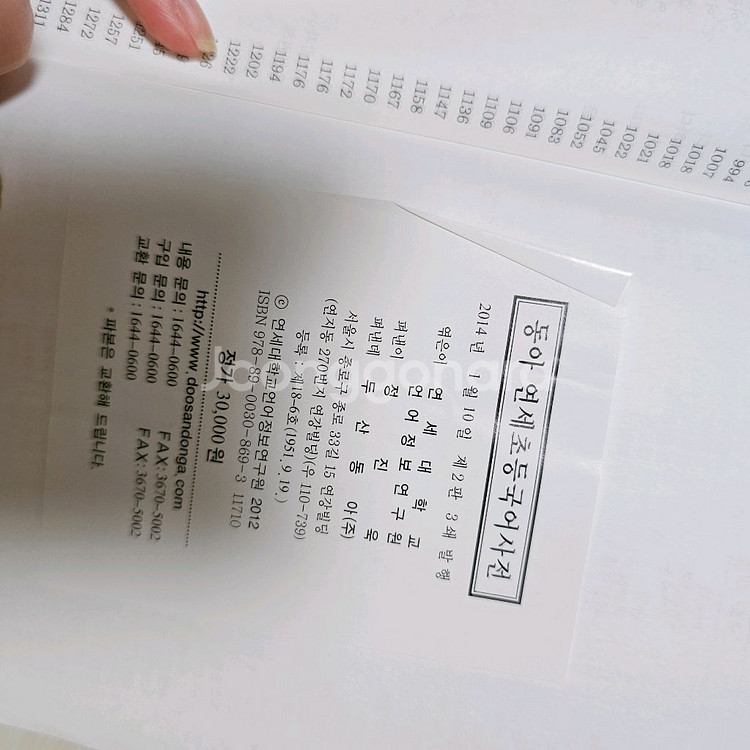 1311
1284
1272
1257
1251
26
1222
1202
1194
1176
1176
1172
1170
1167
1158
1147
1136
1109
1106
1091
1083
1052
1045
1022
1021
1018
1018
1007
994
동아 연세초등국어사전
2014년 월 10일 제2판 3쇄 발행
엮은이 연세대학교
언어정보연구원
펴낸이 정진욱
펴낸데 두산동아(주)
서울시 종로구 종로 33길 15 연강빌딩
(연지동 270번지 연강빌딩)(우 110-739)
등록 : 제18-6호(1951. 9. 19.)
ⓒ 연세대학교언어정보연구원 2012
ISBN 978-89-0030-869-3 11710
정가 30,000원
http://www.doosandonga.com
내용 문의 : 1644-0600 FAX : 3670-5002
구입 문의 : 1644-0600
교환 문의 : 1644-0600 FAX : 3670-5002
* 파본은 교환해 드립니다.
Joonggonara